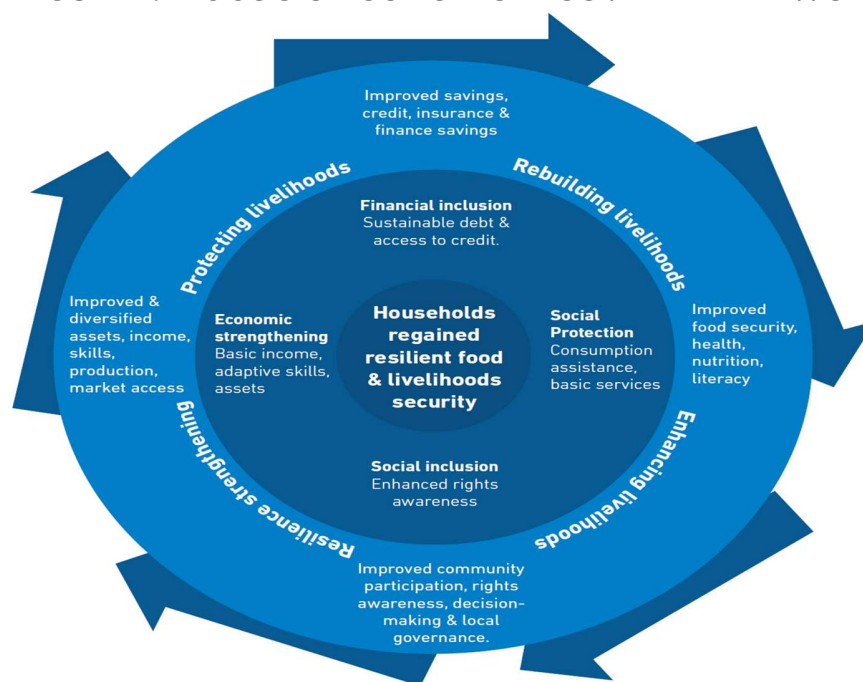 Improved savings,
credit, insurance &
finance savings
Protecting livelihoods
Rebuilding livelihoods
Financial inclusion
Sustainable debt &
access to credit.
Improved &
diversified
assets, income,
skills,
production,
market access
Economic
strengthening
Basic income,
adaptive skills,
assets
Households
regained
resilient food
& livelihoods
security
Social
Protection
Consumption
assistance,
basic services
Improved
food security,
health,
nutrition,
literacy
Social inclusion
Enhanced rights
awareness
Resilience strengthening
Enhancing livelihoods
Improved community
participation, rights
awareness, decision-
making & local
governance.